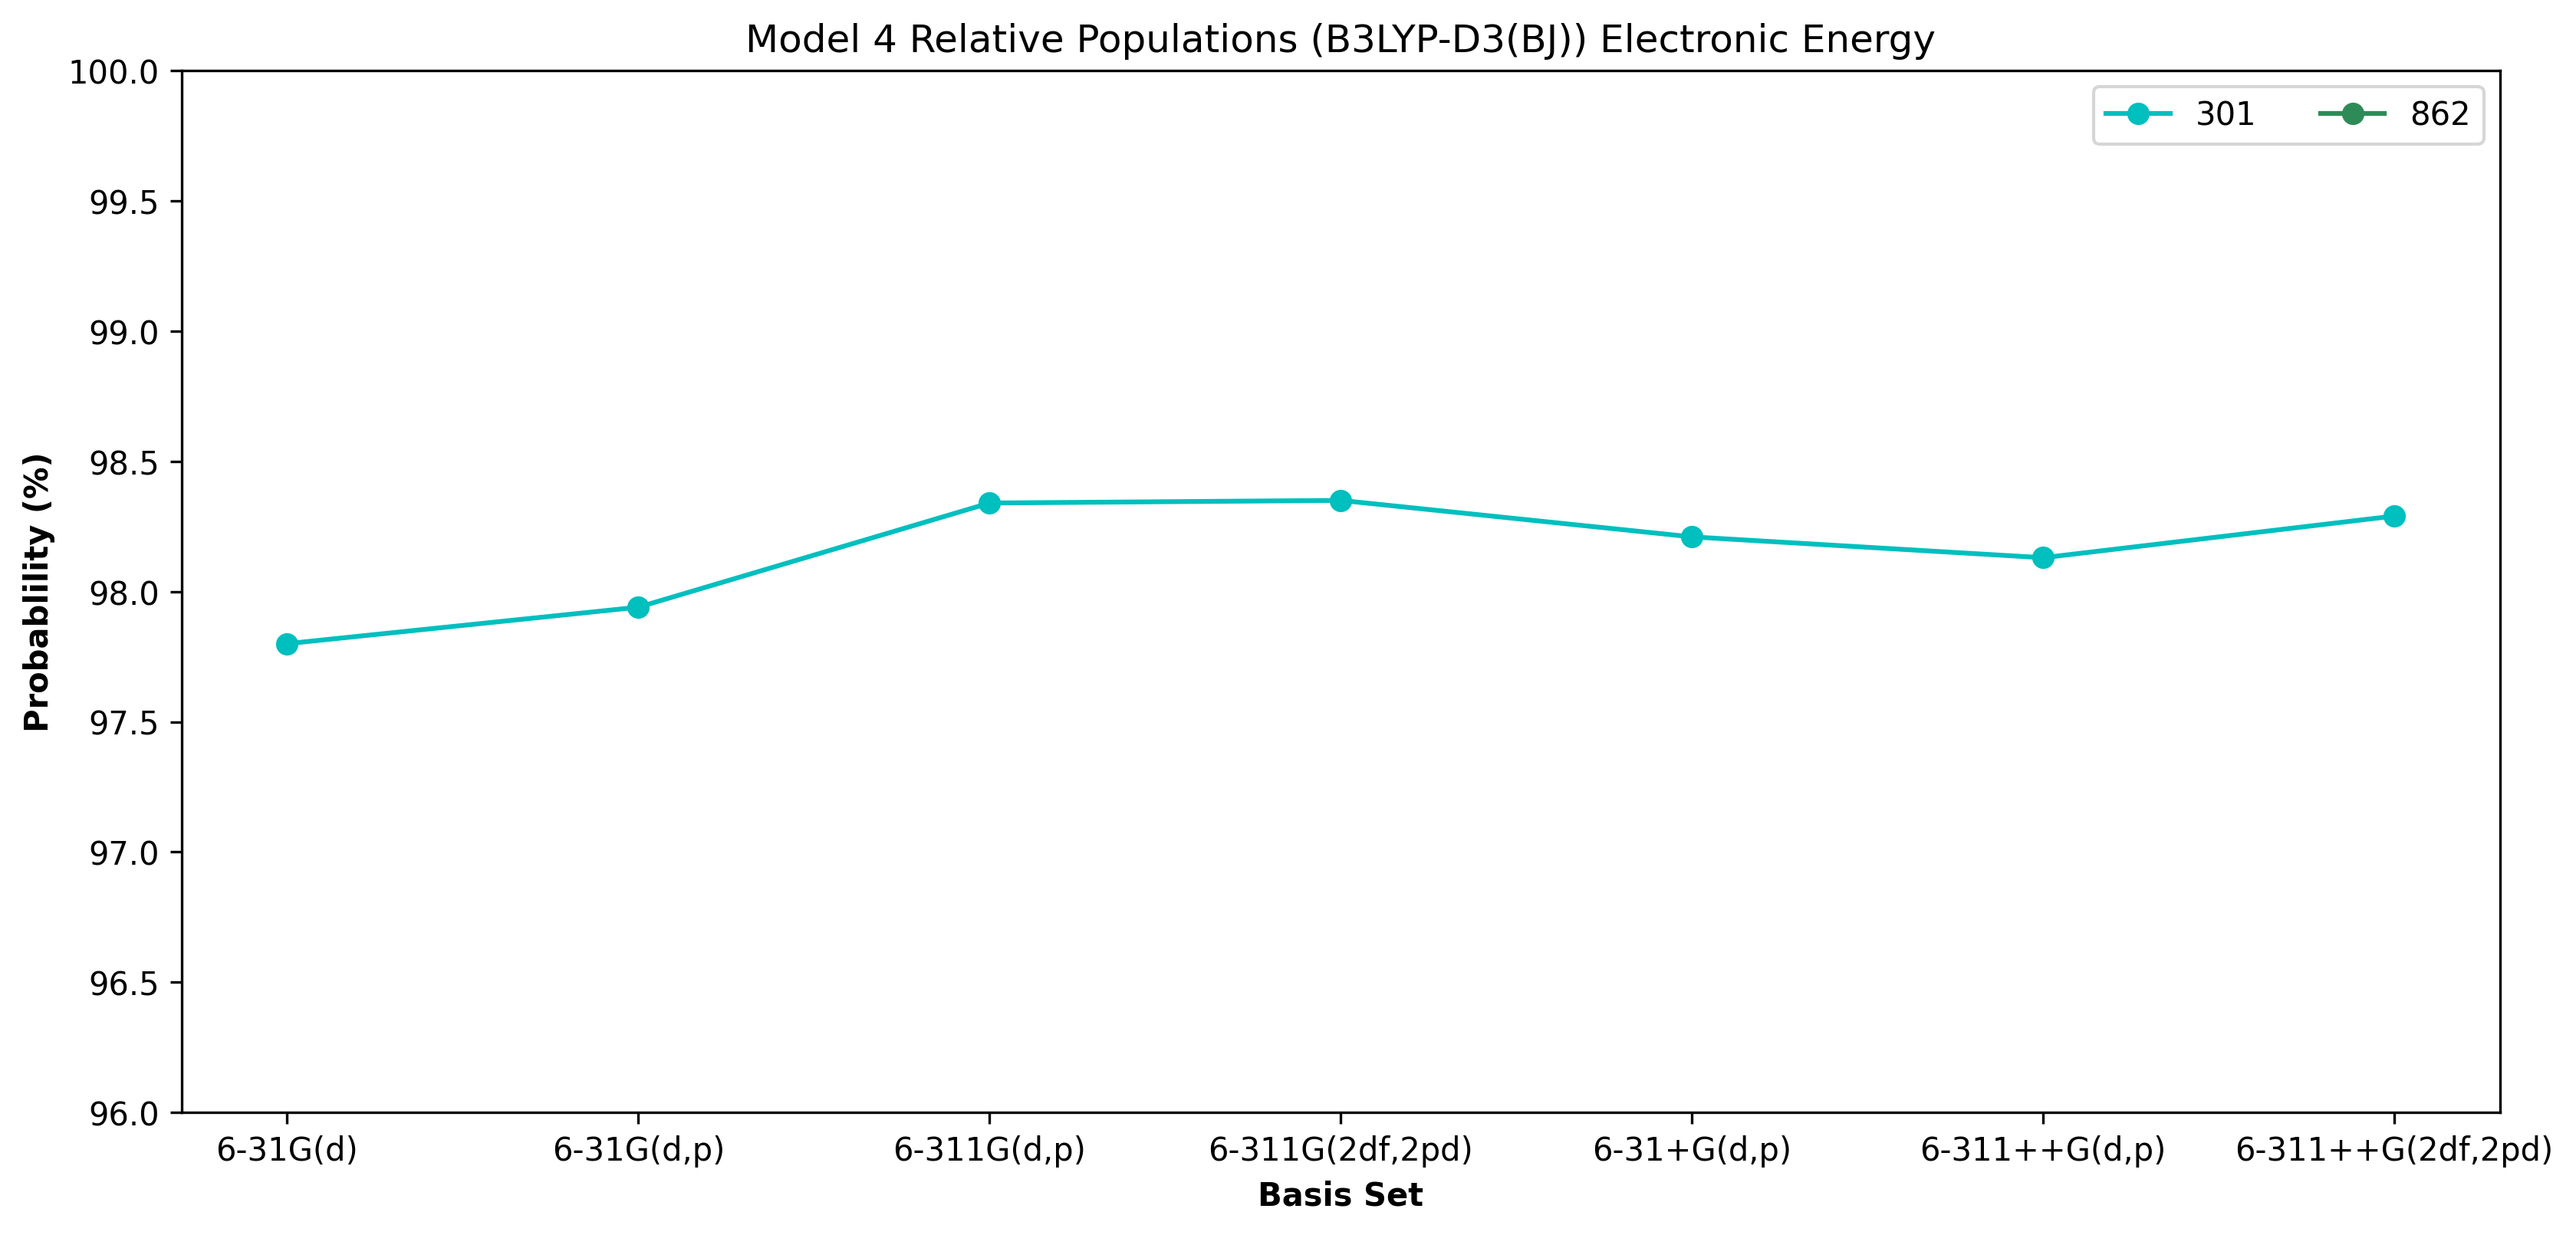 Model 4 Relative Populations (B3LYP-D3(BJ)) Electronic Energy
100.0
99.5
99.0
98.5
98.0
97.5
97.0
96.5
96.0
Probablility (%)
301
862
6-31G(d)
6-31G(d,p)
6-311G(d,p)
6-311G(2df,2pd)
6-31+G(d,p)
6-311++G(d,p)
6-311++G(2df,2pd)
Basis Set